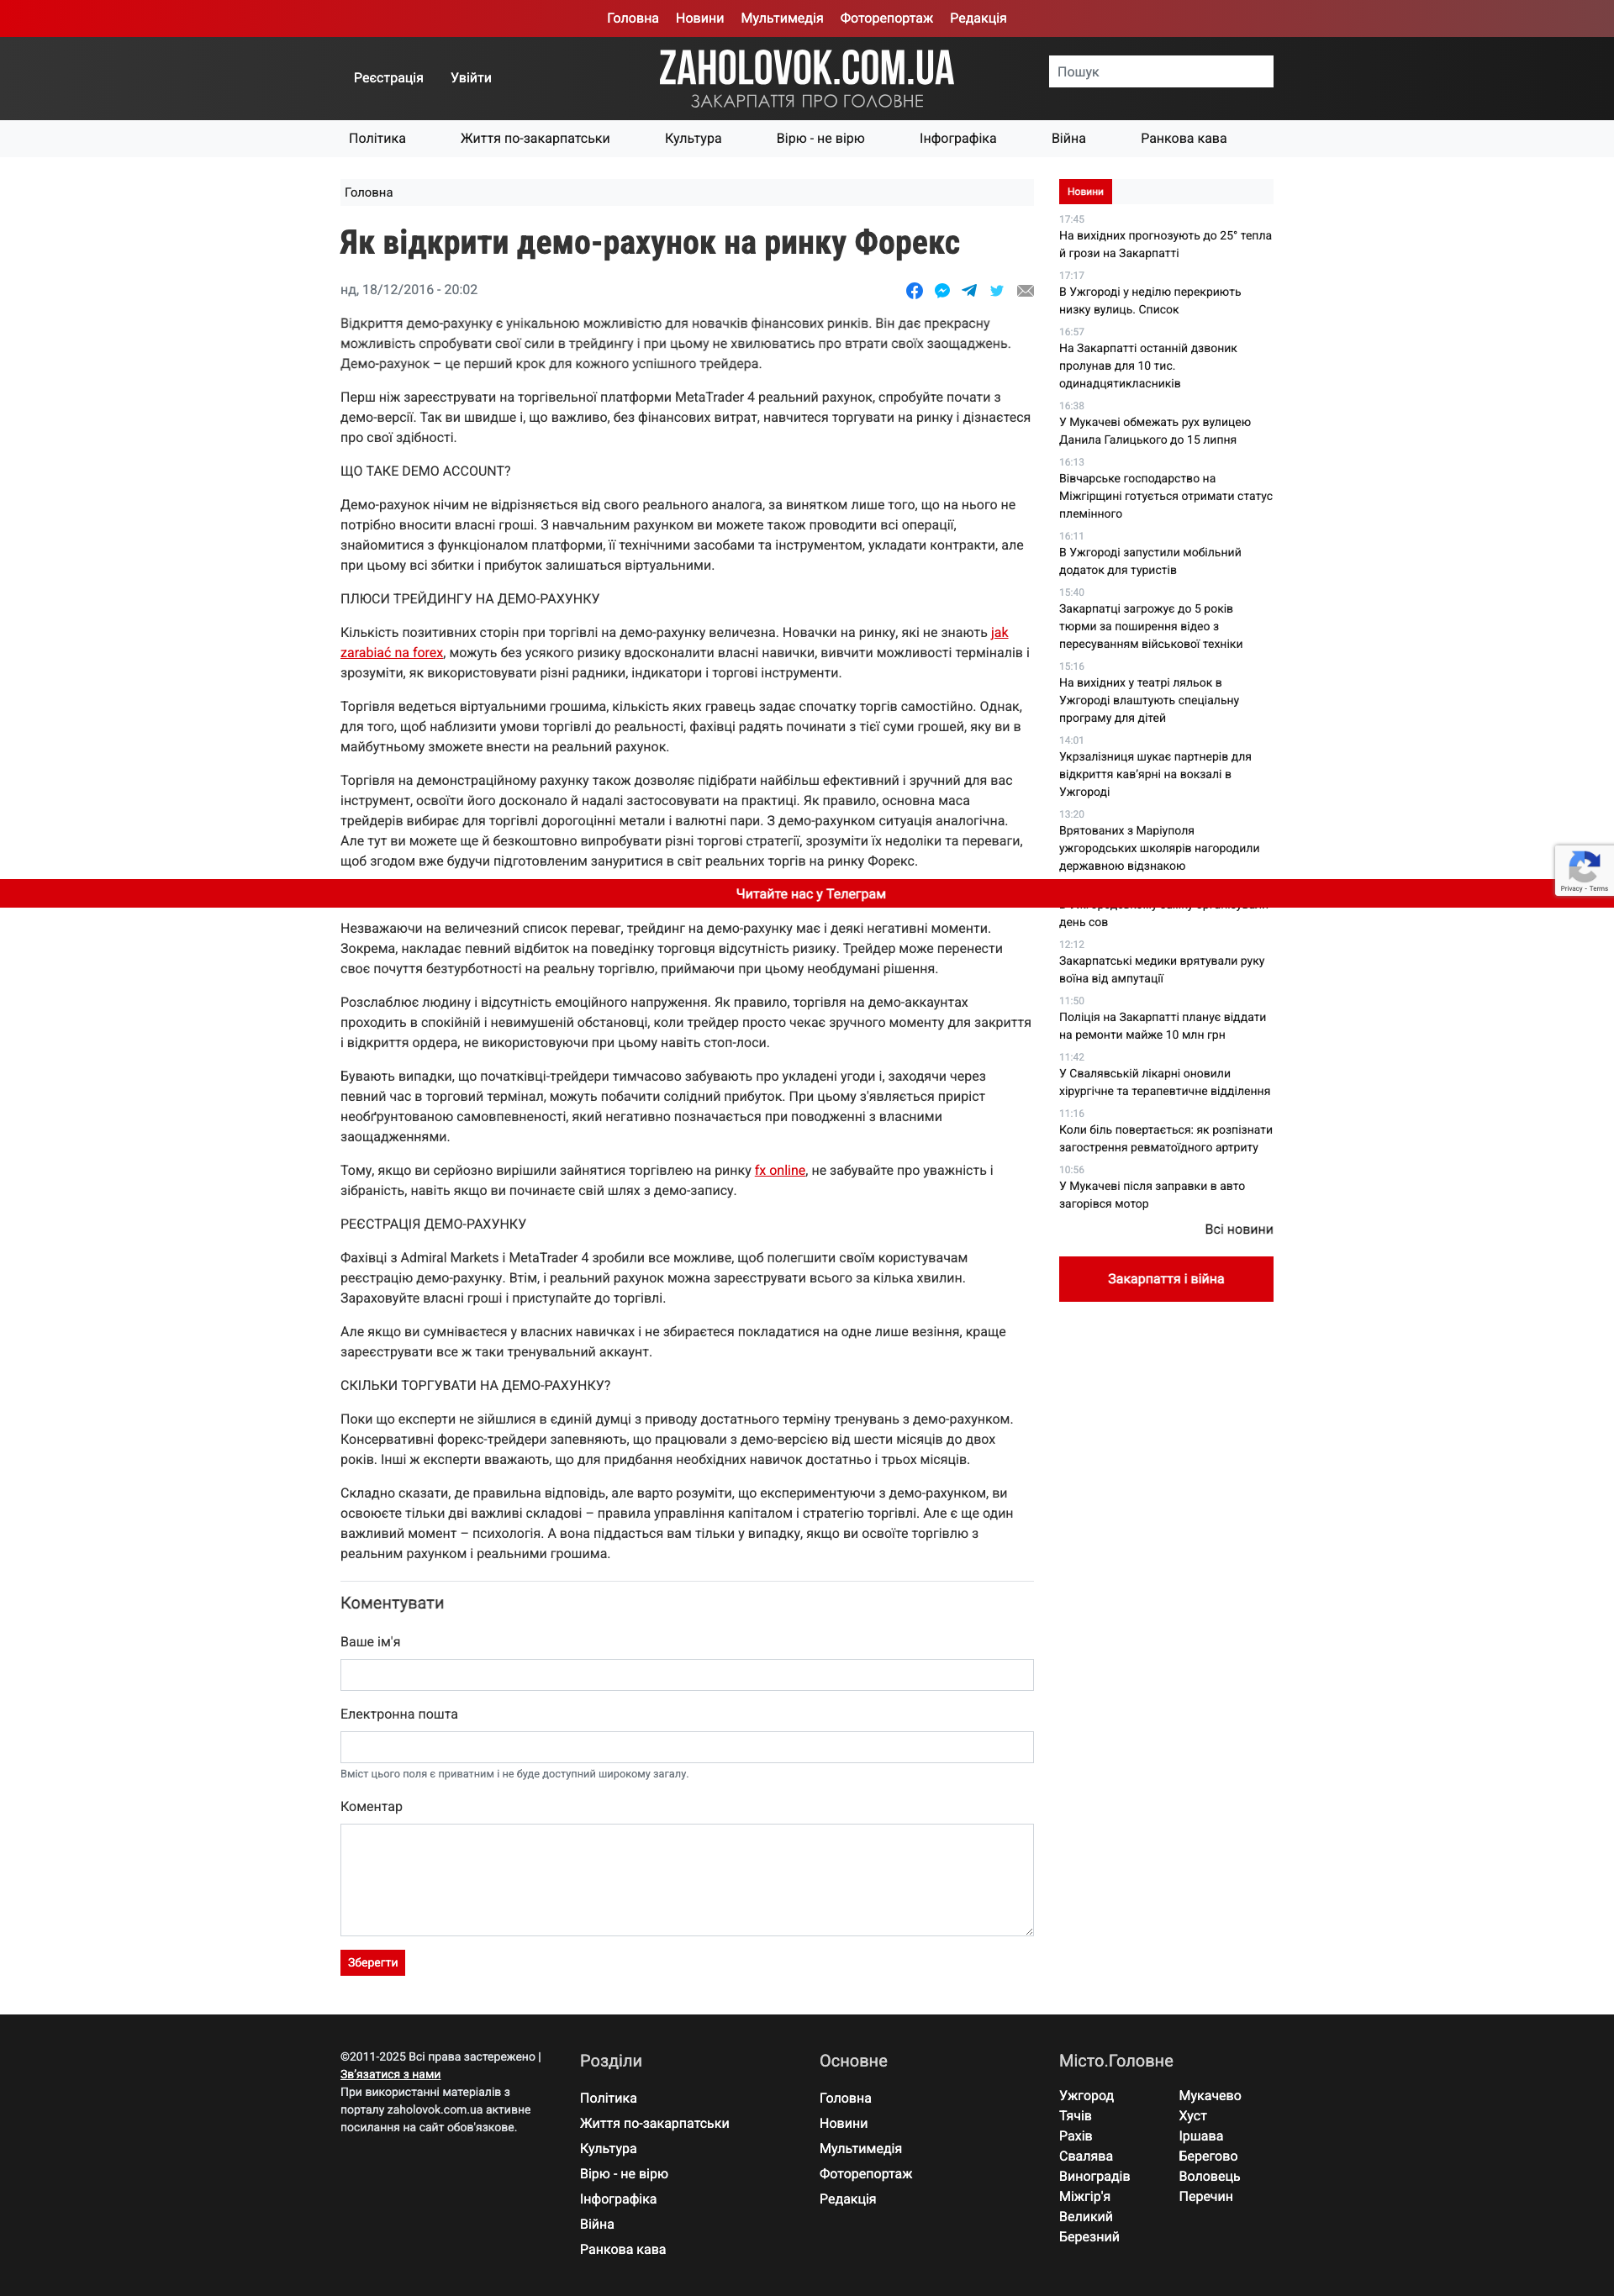 Головна Новини Мультимедія Фоторепортаж Редакція
Реєстрація Увійти
ZAHOLOVOK.COM.UA
ЗАКАРПАТТЯ ПРО ГОЛОВНЕ
Пошук
Політика Життя по-закарпатськи Культура Вірю - не вірю Інфографіка Війна Ранкова кава
Головна
Як відкрити демо-рахунок на ринку Форекс
нд, 18/12/2016 - 20:02
Відкриття демо-рахунку є унікальною можливістю для новачків фінансових ринків. Він дає прекрасну
можливість спробувати свої сили в трейдингу і при цьому не хвилюватись про втрати своїх заощаджень.
Демо-рахунок – це перший крок для кожного успішного трейдера.
Перш ніж зареєструвати на торгівельної платформи MetaTrader 4 реальний рахунок, спробуйте почати з
демо-версії. Так ви швидше і, що важливо, без фінансових витрат, навчитеся торгувати на ринку і дізнаєтеся
про свої здібності.
ЩО ТАКЕ DEMO ACCOUNT?
Демо-рахунок нічим не відрізняється від свого реального аналога, за винятком лише того, що на нього не
потрібно вносити власні гроші. З навчальним рахунком ви можете також проводити всі операції,
знайомитися з функціоналом платформи, її технічними засобами та інструментом, укладати контракти, але
при цьому всі збитки і прибуток залишаться віртуальними.
ПЛЮСИ ТРЕЙДИНГУ НА ДЕМО-РАХУНКУ
Кількість позитивних сторін при торгівлі на демо-рахунку величезна. Новачки на ринку, які не знають jak
zarabiać na forex, можуть без усякого ризику вдосконалити власні навички, вивчити можливості терміналів і
зрозуміти, як використовувати різні радники, індикатори і торгові інструменти.
Торгівля ведеться віртуальними грошима, кількість яких гравець задає спочатку торгів самостійно. Однак,
для того, щоб наблизити умови торгівлі до реальності, фахівці радять починати з тієї суми грошей, яку ви в
майбутньому зможете внести на реальний рахунок.
Торгівля на демонстраційному рахунку також дозволяє підібрати найбільш ефективний і зручний для вас
інструмент, освоїти його досконало й надалі застосовувати на практиці. Як правило, основна маса
трейдерів вибирає для торгівлі дорогоцінні метали і валютні пари. З демо-рахунком ситуація аналогічна.
Але тут ви можете ще й безкоштовно випробувати різні торгові стратегії, зрозуміти їх недоліки та переваги,
щоб згодом вже будучи підготовленим зануритися в світ реальних торгів на ринку Форекс.
Читайте нас у Телеграм
Незважаючи на величезний список переваг, трейдинг на демо-рахунку має і деякі негативні моменти.
Зокрема, накладає певний відбиток на поведінку торговця відсутність ризику. Трейдер може перенести
своє почуття безтурботності на реальну торгівлю, приймаючи при цьому необдумані рішення.
Розслаблює людину і відсутність емоційного напруження. Як правило, торгівля на демо-аккаунтах
проходить в спокійній і невимушеній обстановці, коли трейдер просто чекає зручного моменту для закриття
і відкриття ордера, не використовуючи при цьому навіть стоп-лоси.
Бувають випадки, що початківці-трейдери тимчасово забувають про укладені угоди і, заходячи через
певний час в торговий термінал, можуть побачити солідний прибуток. При цьому з'являється приріст
необґрунтованою самовпевненості, який негативно позначається при поводженні з власними
заощадженнями.
Тому, якщо ви серйозно вирішили зайнятися торгівлею на ринку fx online, не забувайте про уважність і
зібраність, навіть якщо ви починаєте свій шлях з демо-запису.
РЕЄСТРАЦІЯ ДЕМО-РАХУНКУ
Фахівці з Admiral Markets і MetaTrader 4 зробили все можливе, щоб полегшити своїм користувачам
реєстрацію демо-рахунку. Втім, і реальний рахунок можна зареєструвати всього за кілька хвилин.
Зараховуйте власні гроші і приступайте до торгівлі.
Але якщо ви сумніваєтеся у власних навичках і не збираєтеся покладатися на одне лише везіння, краще
зареєструвати все ж таки тренувальний аккаунт.
СКІЛЬКИ ТОРГУВАТИ НА ДЕМО-РАХУНКУ?
Поки що експерти не зійшлися в єдиній думці з приводу достатнього терміну тренувань з демо-рахунком.
Консервативні форекс-трейдери запевняють, що працювали з демо-версією від шести місяців до двох
років. Інші ж експерти вважають, що для придбання необхідних навичок достатньо і трьох місяців.
Складно сказати, де правильна відповідь, але варто розуміти, що експериментуючи з демо-рахунком, ви
освоюєте тільки дві важливі складові – правила управління капіталом і стратегію торгівлі. Але є ще один
важливий момент – психологія. А вона піддасться вам тільки у випадку, якщо ви освоїте торгівлю з
реальним рахунком і реальними грошима.
Коментувати
Ваше ім'я
Електронна пошта
Вміст цього поля є приватним і не буде доступний широкому загалу.
Коментар
Зберегти
Новини
17:45
На вихідних прогнозують до 25° тепла
й грози на Закарпатті
17:17
В Ужгороді у неділю перекриють
низку вулиць. Список
16:57
На Закарпатті останній дзвоник
пролунав для 10 тис.
одинадцятикласників
16:38
У Мукачеві обмежать рух вулицею
Данила Галицького до 15 липня
16:13
Вівчарське господарство на
Міжгірщині готується отримати статус
племінного
16:11
В Ужгороді запустили мобільний
додаток для туристів
15:40
Закарпатці загрожує до 5 років
тюрми за поширення відео з
пересуванням військової техніки
15:16
На вихідних у театрі ляльок в
Ужгороді влаштують спеціальну
програму для дітей
14:01
Укрзалізниця шукає партнерів для
відкриття кав’ярні на вокзалі в
Ужгороді
13:20
Врятованих з Маріуполя
ужгородських школярів нагородили
державною відзнакою
день сов
12:12
Закарпатські медики врятували руку
воїна від ампутації
11:50
Поліція на Закарпатті планує віддати
на ремонти майже 10 млн грн
11:42
У Свалявській лікарні оновили
хірургічне та терапевтичне відділення
11:16
Коли біль повертається: як розпізнати
загострення ревматоїдного артриту
10:56
У Мукачеві після заправки в авто
загорівся мотор
Всі новини
Закарпаття і війна
Privacy - Terms
©2011-2025 Всі права застережено |
Зв’язатися з нами
При використанні матеріалів з
порталу zaholovok.com.ua активне
посилання на сайт обов'язкове.
Розділи
Політика
Життя по-закарпатськи
Культура
Вірю - не вірю
Інфографіка
Війна
Ранкова кава
Основне
Головна
Новини
Мультимедія
Фоторепортаж
Редакція
Місто.Головне
Ужгород
Тячів
Рахів
Свалява
Виноградів
Міжгір'я
Великий
Березний
Мукачево
Хуст
Іршава
Берегово
Воловець
Перечин